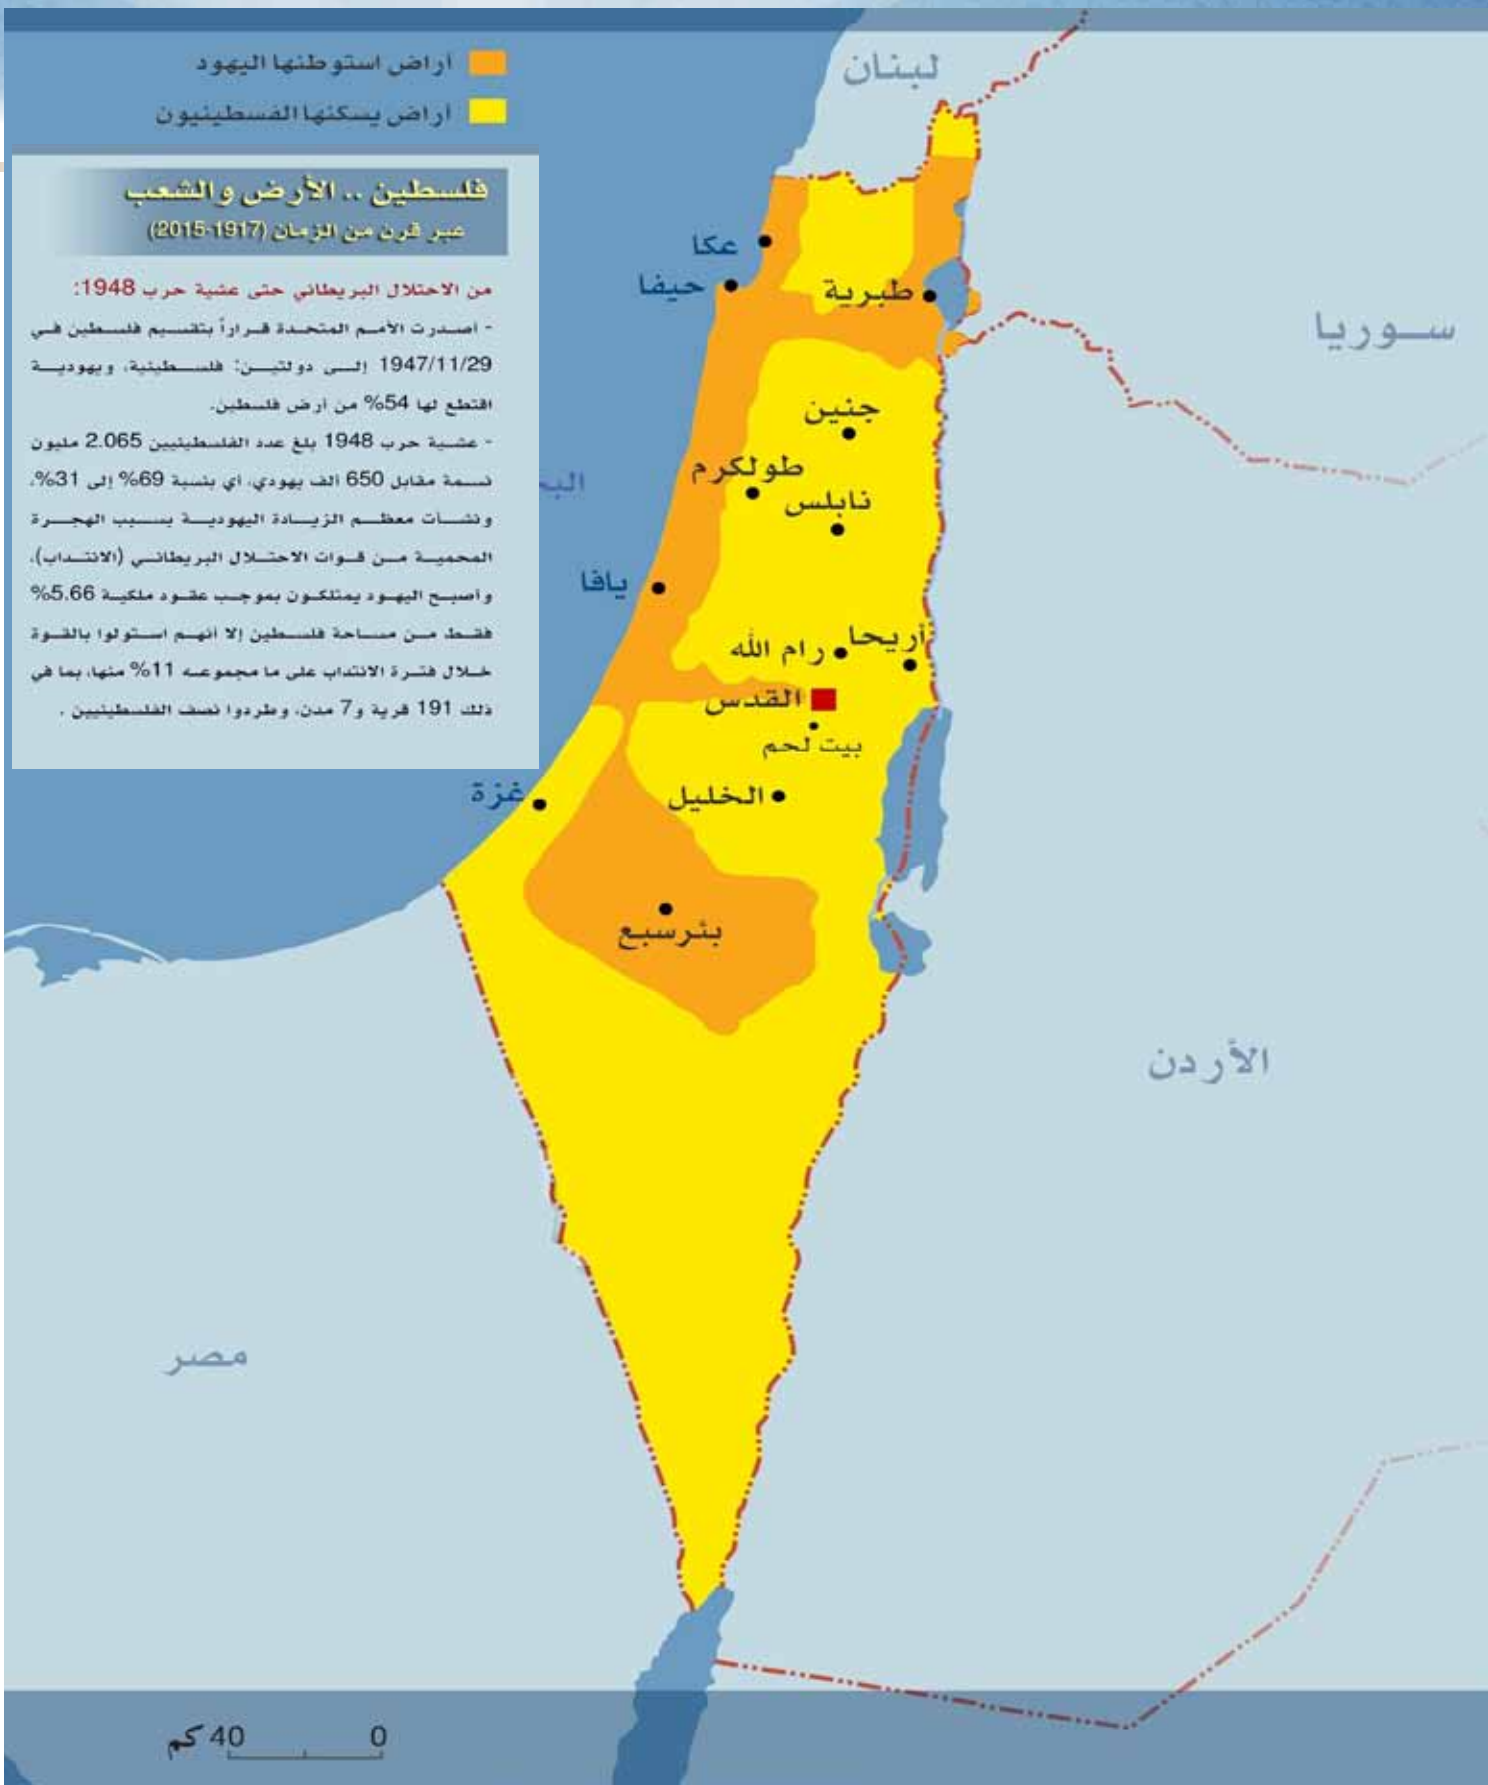 أراض استوطنها اليهود
أراض يسكنها الفسطينيون
فلسطين .. الأرض والشعب
عبر قرن من الزمان (1917-2015)
من الاحتلال البريطاني حتى عشية حرب 1948:
- أصدرت الأمم المتحدة قراراً بتقسيم فلسطين في
1947/11/29 إلى دولتين: فلسطينية، ويهودية
اقتطع لها 54% من أرض فلسطين.
- عشية حرب 1948 بلغ عدد الفلسطينيين 2.065 مليون
نسمة مقابل 650 ألف يهودي، أي بنسبة 69% إلى 31%.
ونشأت معظم الزيادة اليهودية بسبب الهجرة
المحمية من قوات الاحتلال البريطاني (الانتداب)،
وأصبح اليهود يمتلكون بموجب عقود ملكية 5.66%
فقط من مساحة فلسطين إلا أنهم استولوا بالقوة
خلال فترة الانتداب على ما مجموعه 11% منها، بما في
ذلك 191 قرية و7 مدن، وطردوا نصف الفلسطينيين .
لبنان
عكا
حيفا
طبرية
سوريا
جنين
طولكرم
البح
نابلس
يافا
أريحا
رام الله
القدس
بيت لحم
الخليل
غزة
بئرسبع
الأردن
مصر
0
40 كم